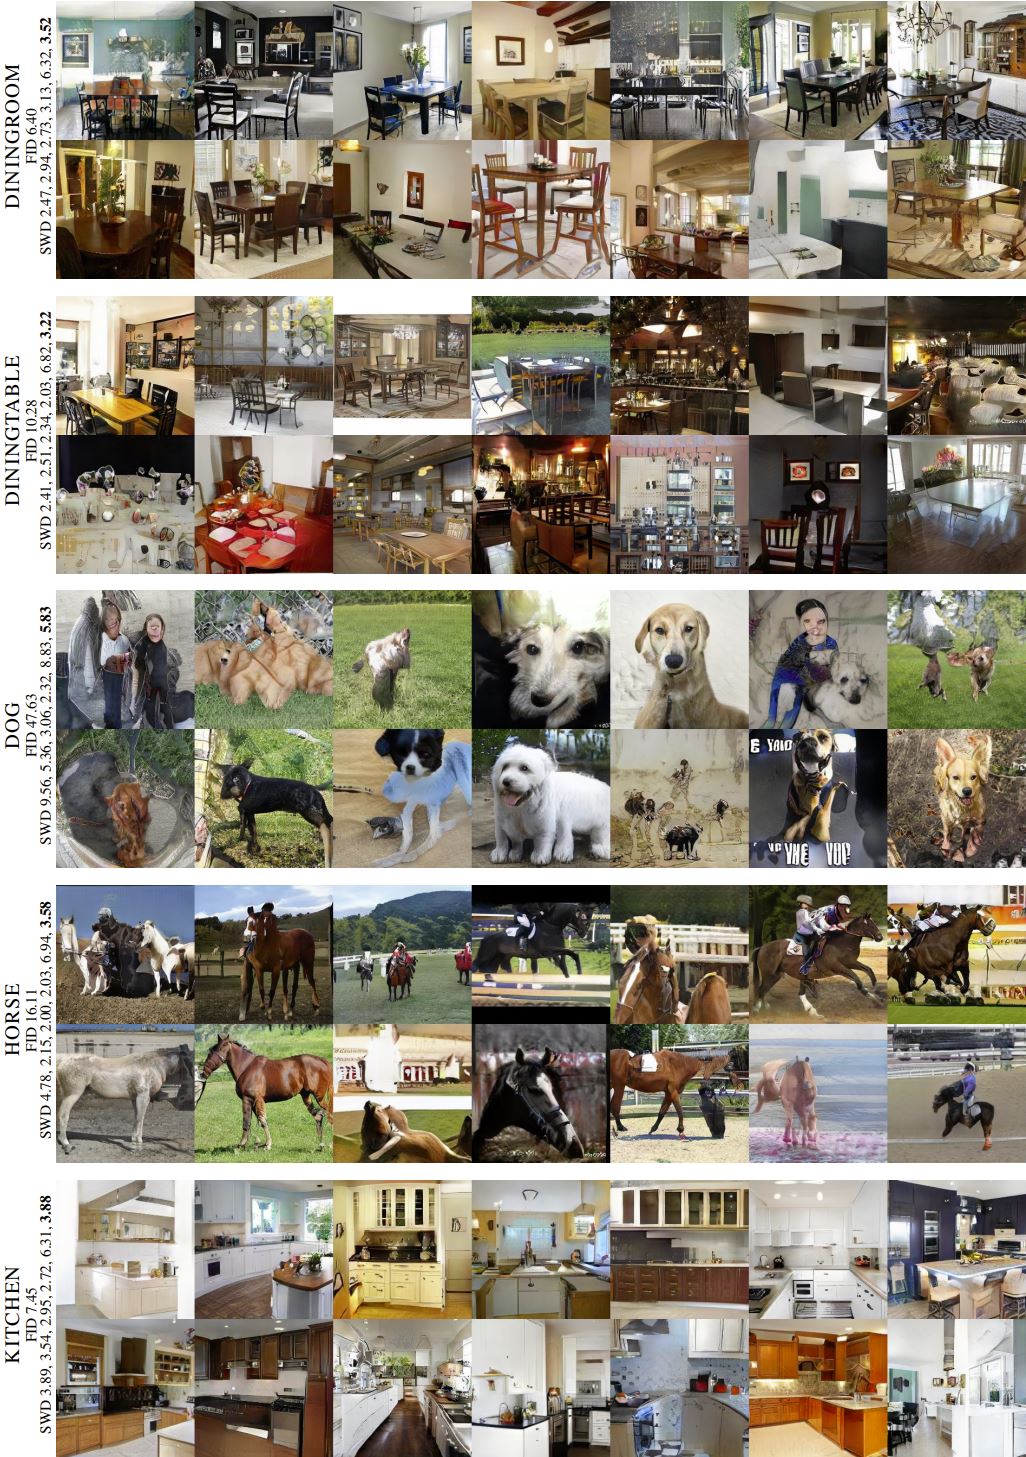 DININGROOM
FID 6.40
SWD 2.47, 2.94, 2.73, 3.13, 6.32, 3.52
DININGTABLE
FID 10.28
SWD 2.41, 2.51, 2.34, 2.03, 6.82, 3.22
DOG
FID 47.63
SWD 9.56, 5.36, 3.06, 2.32, 8.83, 5.83
HORSE
FID 16.11
SWD 4.78, 2.15, 2.00, 2.03, 6.94, 3.58
KITCHEN
FID 7.45
SWD 3.89, 3.54, 2.95, 2.72, 6.31, 3.88